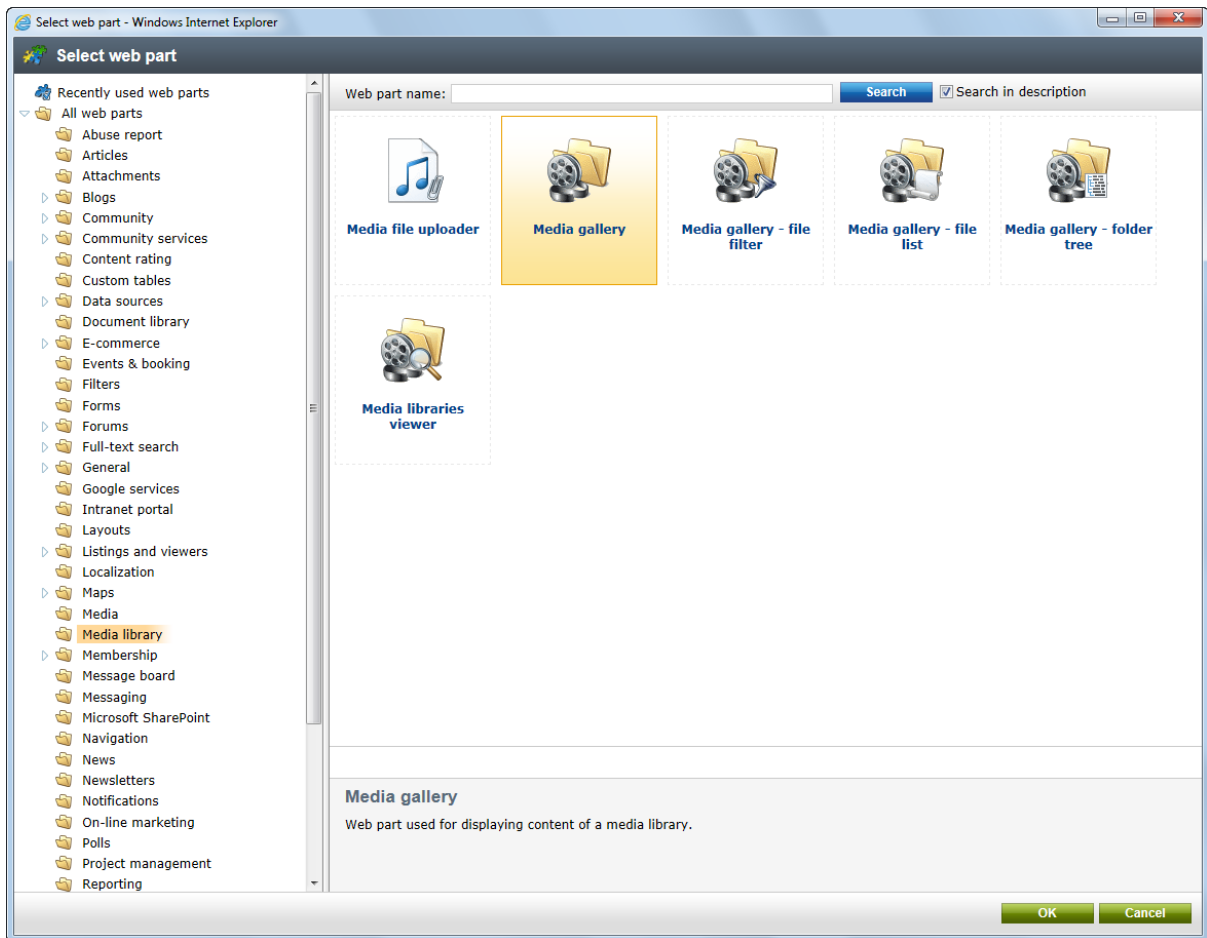 Select web part - Windows Internet Explorer
Select web part
Recently used web parts
All web parts
Abuse report
Articles
Attachments
Blogs
Community
Community services
Content rating
Custom tables
Data sources
Document library
E-commerce
Events & booking
Filters
Forms
Forums
Full-text search
General
Google services
Intranet portal
Layouts
Listings and viewers
Localization
Maps
Media
Media library
Membership
Message board
Messaging
Microsoft SharePoint
Navigation
News
Newsletters
Notifications
On-line marketing
Polls
Project management
Reporting
Web part name:
Search
Search in description
Media file uploader
Media gallery
Media gallery - file
filter
Media gallery - file
list
Media gallery - folder
tree
Media libraries
viewer
Media gallery
Web part used for displaying content of a media library.
OK
Cancel